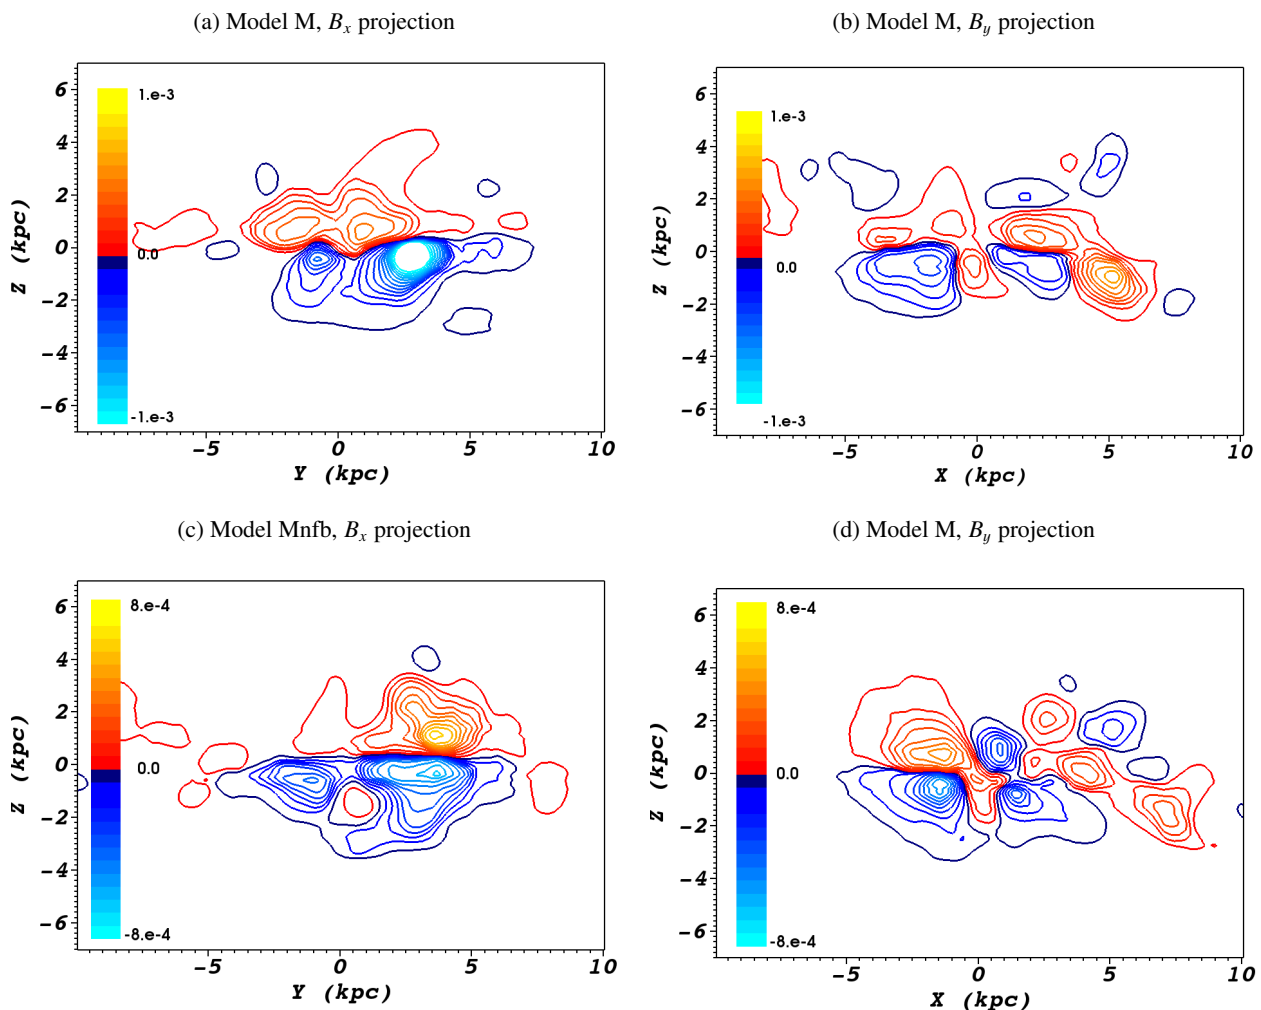 (a) Model M, Bx projection
(b) Model M, By projection
1.e-3
0.0
-1.e-3
6
4
2
0
-2
-4
-6
Z (kpc)
-5
0
5
10
Y (kpc)
1.e-3
0.0
-1.e-3
6
4
2
0
-2
-4
-6
Z (kpc)
-5
0
5
10
X (kpc)
(c) Model Mnfb, Bx projection
(d) Model M, By projection
8.e-4
0.0
-8.e-4
6
4
2
0
-2
-4
-6
Z (kpc)
-5
0
5
10
Y (kpc)
8.e-4
0.0
-8.e-4
6
4
2
0
-2
-4
-6
Z (kpc)
-5
0
5
10
X (kpc)